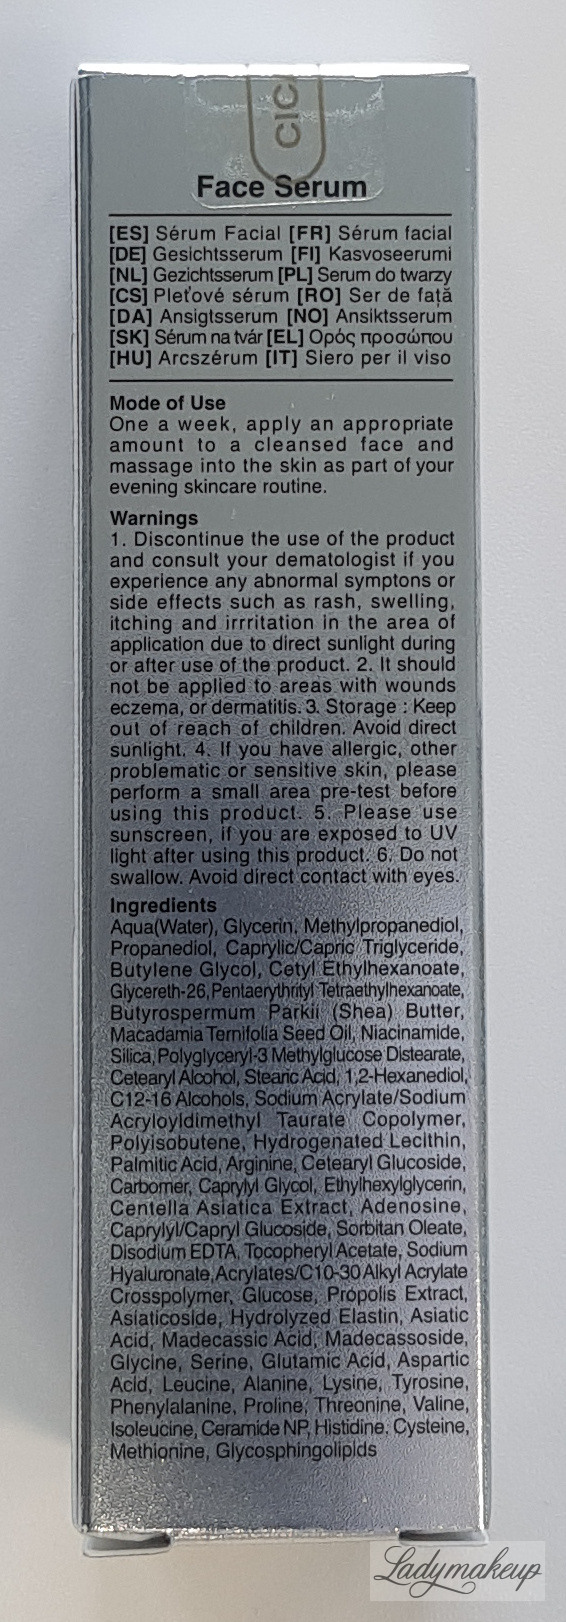 CIC
Face Serum
[ES] Sérum Facial [FR] Sérum facial
[DE] Gesichtsserum [FI] Kasvoseerumi
[NL] Gezichtsserum [PL] Serum do twarzy
[CS] Pleťové sérum [RO] Ser de față
[DA] Ansigtsserum [NO] Ansiktsserum
[SK] Sérum na tvár [EL] Ορός προσώπου
[HU] Arcszérum [IT] Siero per il viso
Mode of Use
One a week, apply an appropriate
amount to a cleansed face and
massage into the skin as part of your
evening skincare routine.
Warnings
1. Discontinue the use of the product
and consult your dematologist if you
experience any abnormal symptons or
side effects such as rash, swelling,
itching and irrritation in the area of
application due to direct sunlight during
or after use of the product. 2. It should
not be applied to areas with wounds
eczema, or dermatitis. 3. Storage : Keep
out of reach of children. Avoid direct
sunlight. 4. If you have allergic, other
problematic or sensitive skin, please
perform a small area pre-test before
using this product. 5. Please use
sunscreen, if you are exposed to UV
light after using this product. 6. Do not
swallow. Avoid direct contact with eyes.
Ingredients
Aqua(Water), Glycerin, Methylpropanediol,
Propanediol, Caprylic/Capric Triglyceride,
Butylene Glycol, Cetyl Ethylhexanoate,
Glycereth-26, Pentaerythrityl Tetraethylhexanoate,
Butyrospermum Parkii (Shea) Butter,
Macadamia Ternifolia Seed Oil, Niacinamide,
Silica, Polyglyceryl-3 Methylglucose Distearate,
Cetearyl Alcohol, Stearic Acid, 1,2-Hexanediol,
C12-16 Alcohols, Sodium Acrylate/Sodium
Acryloyldimethyl Taurate Copolymer,
Polyisobutene, Hydrogenated Lecithin,
Palmitic Acid, Arginine, Cetearyl Glucoside,
Carbomer, Caprylyl Glycol, Ethylhexylglycerin,
Centella Asiatica Extract, Adenosine,
Caprylyl/Capryl Glucoside, Sorbitan Oleate,
Disodium EDTA, Tocopheryl Acetate, Sodium
Hyaluronate, Acrylates/C10-30 Alkyl Acrylate
Crosspolymer, Glucose, Propolis Extract,
Asiaticoside, Hydrolyzed Elastin, Asiatic
Acid, Madecassic Acid, Madecassoside,
Glycine, Serine, Glutamic Acid, Aspartic
Acid, Leucine, Alanine, Lysine, Tyrosine,
Phenylalanine, Proline, Threonine, Valine,
Isoleucine, Ceramide NP, Histidine, Cysteine,
Methionine, Glycosphingolipids
Ladymakeup